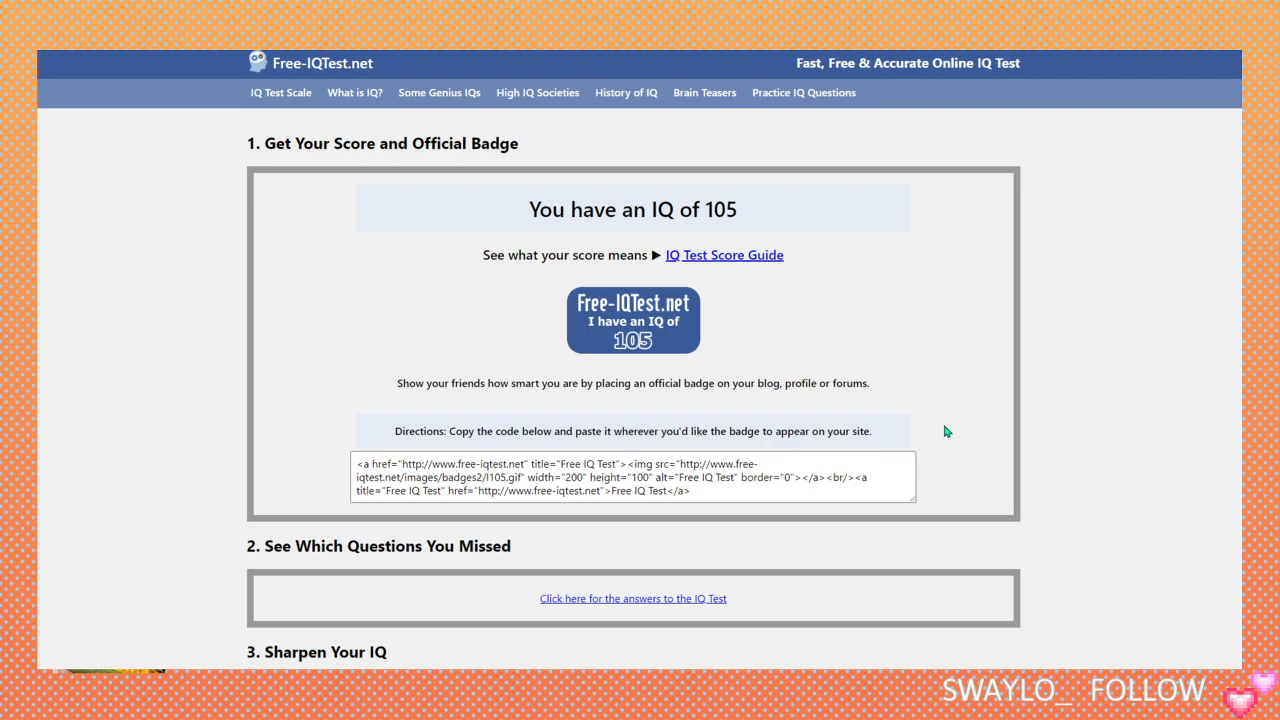 Free-IQTest.net
Fast, Free & Accurate Online IQ Test
IQ Test Scale What is IQ? Some Genius IQs High IQ Societies History of IQ Brain Teasers Practice IQ Questions
1. Get Your Score and Official Badge
You have an IQ of 105
See what your score means ► IQ Test Score Guide
Free-IQTest.net
I have an IQ of
105
Show your friends how smart you are by placing an official badge on your blog, profile or forums.
Directions: Copy the code below and paste it wherever you'd like the badge to appear on your site.
<a href="http://www.free-iqtest.net" title="Free IQ Test"><img src="http://www.free-
iqtest.net/images/badges2/l105.gif" width="200" height="100" alt="Free IQ Test" border="0"></a><br/><a
title="Free IQ Test" href="http://www.free-iqtest.net">Free IQ Test</a>
2. See Which Questions You Missed
Click here for the answers to the IQ Test
3. Sharpen Your IQ
SWAYLO_ FOLLOW